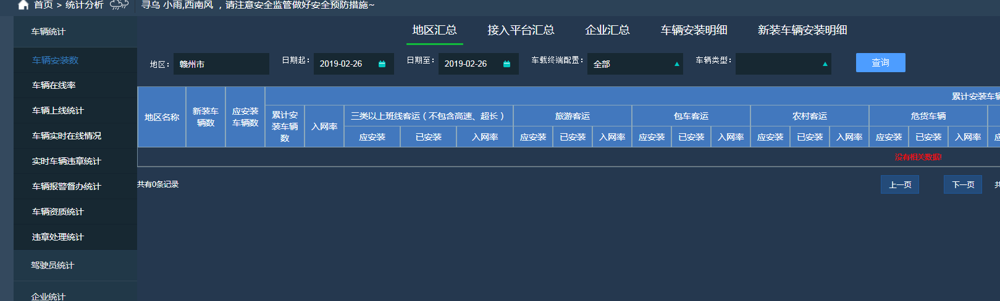 首页 > 统计分析 寻乌 小雨,西南风 ，请注意安全监管做好安全预防措施~
车辆统计
车辆安装数
车辆在线率
车辆上线统计
车辆实时在线情况
实时车辆违章统计
车辆报警督办统计
车辆资质统计
违章处理统计
驾驶员统计
企业统计
地区汇总 接入平台汇总 企业汇总 车辆安装明细 新装车辆安装明细
地区： 赣州市 日期起： 2019-02-26 日期至： 2019-02-26 车载终端配置： 全部 车辆类型： 查询
地区名称
新装车
辆数
应安装
车辆数
累计安装车辆
累计安
装车辆
数
入网率
三类以上班线客运（不包含高速、超长） 旅游客运 包车客运 农村客运 危货车辆
应安装 已安装 入网率 应安装 已安装 入网率 应安装 已安装 入网率 应安装 已安装 入网率 应安装 已安装 入网率 应
没有相关数据!
共有0条记录 上一页 下一页 共